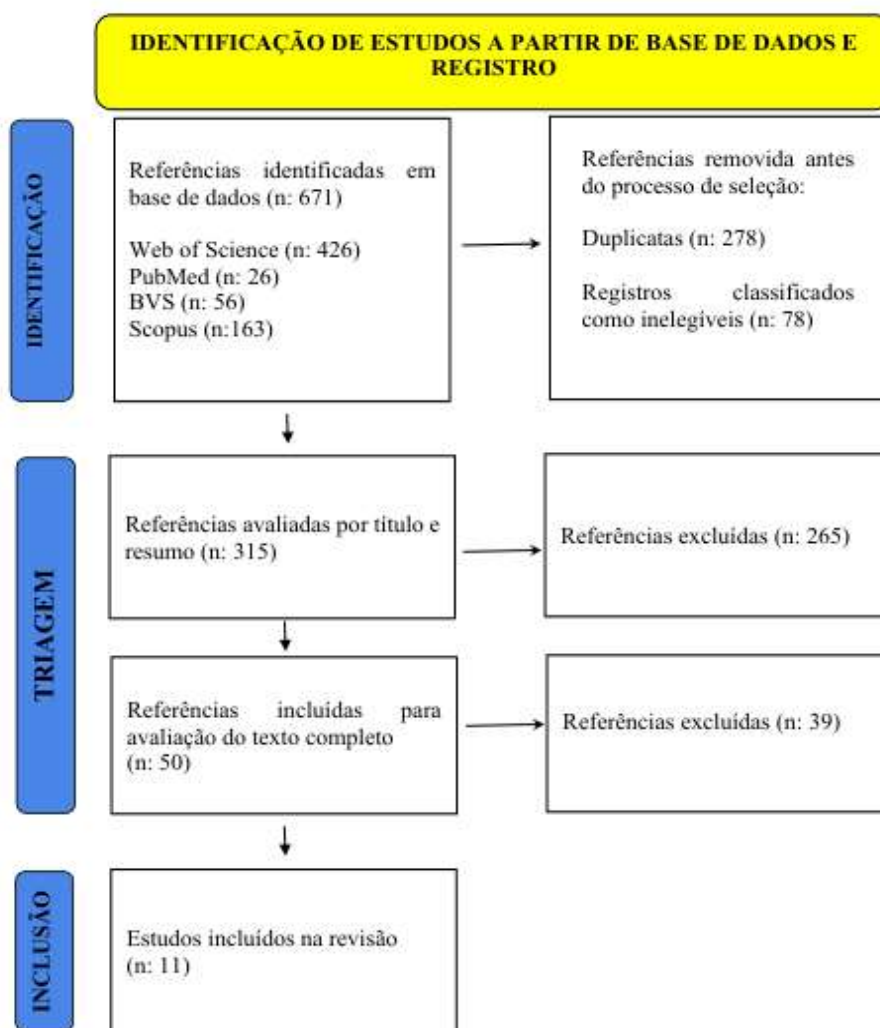 IDENTIFICAÇÃO DE ESTUDOS A PARTIR DE BASE DE DADOS E
REGISTRO
IDENTIFICAÇÃO
Referências identificadas em
base de dados (n: 671)
Web of Science (n: 426)
PubMed (n: 26)
BVS (n: 56)
Scopus (n:163)
Referências removida antes
do processo de seleção:
Duplicatas (n: 278)
Registros classificados
como inelegíveis (n: 78)
TRIAGEM
Referências avaliadas por título e
resumo (n: 315)
Referências excluídas (n: 265)
Referências incluídas para
avaliação do texto completo
(n: 50)
Referências excluídas (n: 39)
INCLUSÃO
Estudos incluídos na revisão
(n: 11)